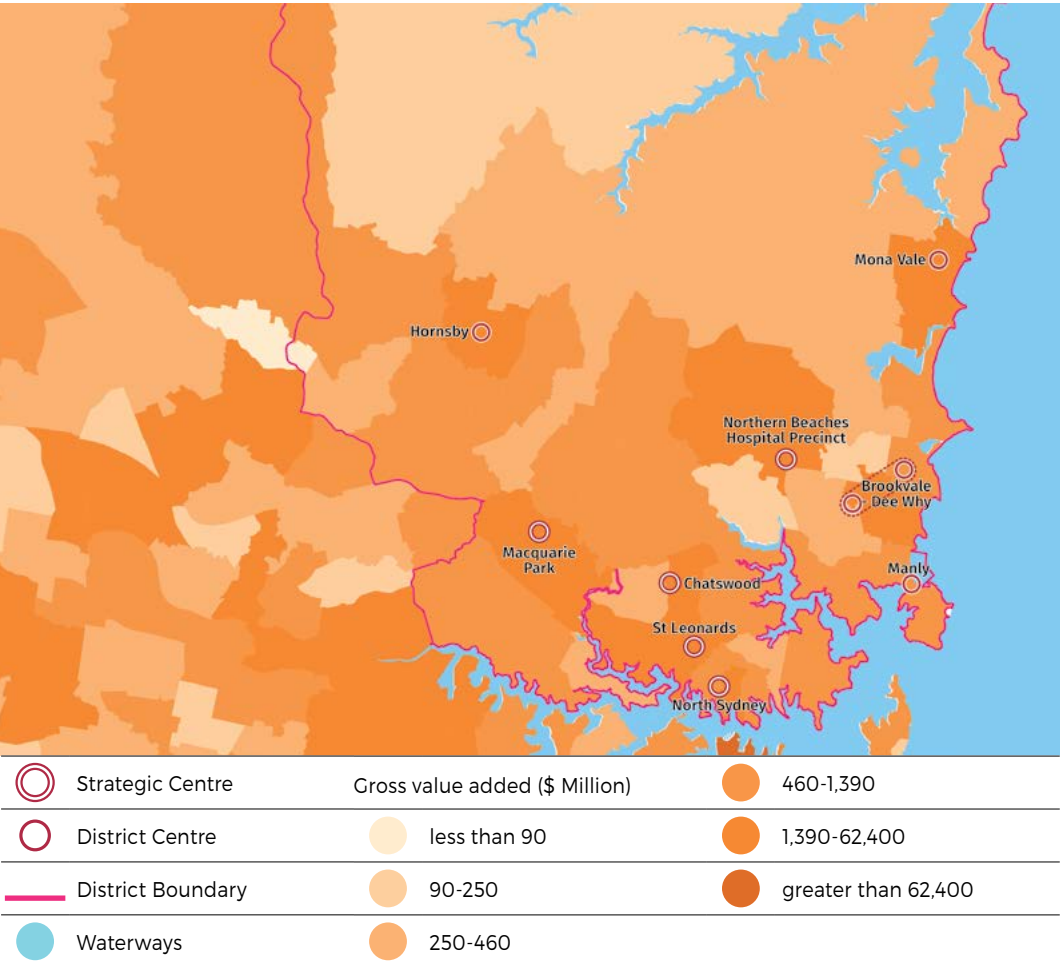 Mona Vale
Hornsby
Northern Beaches
Hospital Precinct
Brookvale
- Dee Why
Macquarie
Park
Manly
Chatswood
St Leonards
North Sydney
Strategic Centre
Gross value added ($ Million)
460-1,390
District Centre
less than 90
1,390-62,400
District Boundary
90-250
greater than 62,400
Waterways
250-460